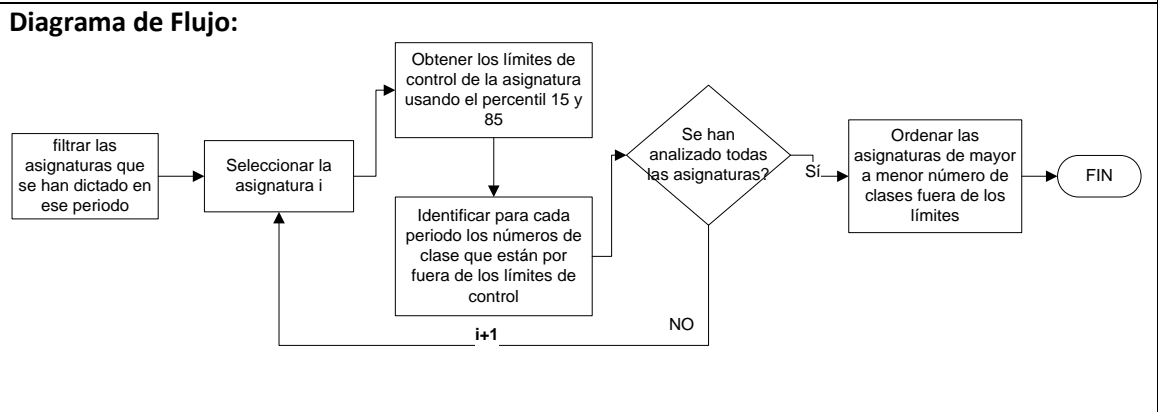 Diagrama de Flujo:
filtrar las
asignaturas que
se han dictado en
ese periodo
Seleccionar la
asignatura i
Obtener los límites de
control de la asignatura
usando el percentil 15 y
85
Identificar para cada
periodo los números de
clase que están por
fuera de los límites de
control
Se han
analizado todas
las asignaturas?
Sí
Ordenar las
asignaturas de mayor
a menor número de
clases fuera de los
límites
FIN
NO
i+1